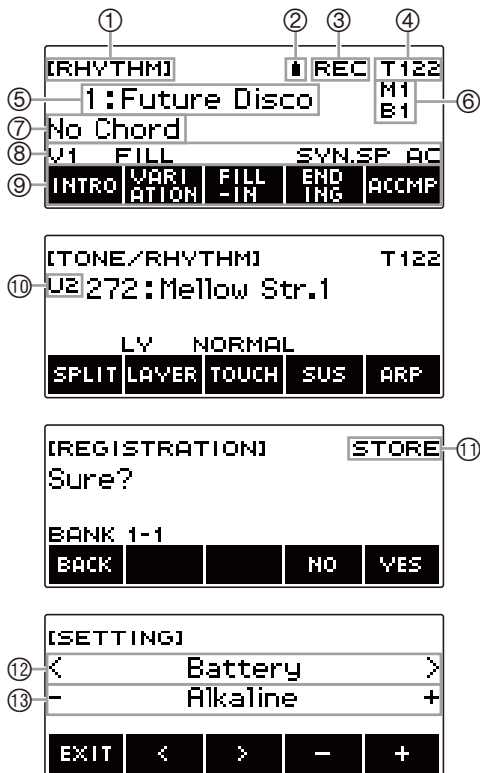 ① ② ③ ④
[RHYTHM] REC T122
⑤ 1:Future Disco M1
B1 ⑥
⑦ No Chord
⑧ V1 FILL SYN.SP AC
⑨ INTRO VARI ATION FILL -IN END ING ACCMP
[TONE/RHYTHM] T122
⑩ U2 272:Mellow Str.1
LY NORMAL
SPLIT LAYER TOUCH SUS ARP
[REGISTRATION] STORE ⑪
Sure?
BANK 1-1
BACK NO YES
[SETTING]
⑫ < Battery >
⑬ - Alkaline +
EXIT < > - +